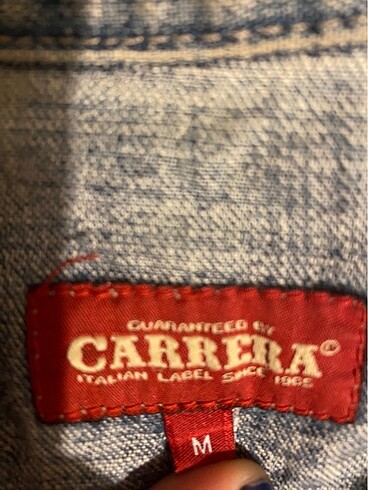 GUARANTEED BY
CARRERA®
ITALIAN LABEL SINCE 1965
M